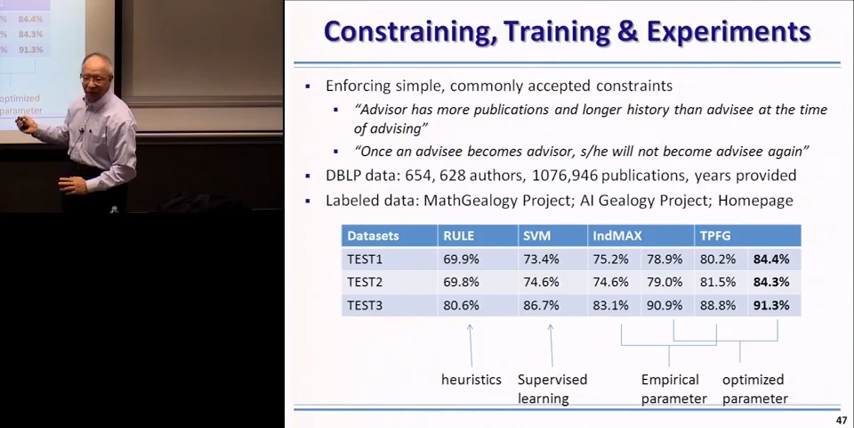 84.4%
84.3%
91.3%
optimized
parameter
Constraining, Training & Experiments
Enforcing simple, commonly accepted constraints
“Advisor has more publications and longer history than advisee at the time
of advising”
“Once an advisee becomes advisor, s/he will not become advisee again”
DBLP data: 654, 628 authors, 1076,946 publications, years provided
Labeled data: MathGealogy Project; AI Gealogy Project; Homepage
Datasets RULE SVM IndMAX TPFG
TEST1 69.9% 73.4% 75.2% 78.9% 80.2% 84.4%
TEST2 69.8% 74.6% 74.6% 79.0% 81.5% 84.3%
TEST3 80.6% 86.7% 83.1% 90.9% 88.8% 91.3%
heuristics Supervised Empirical optimized
learning parameter parameter
47